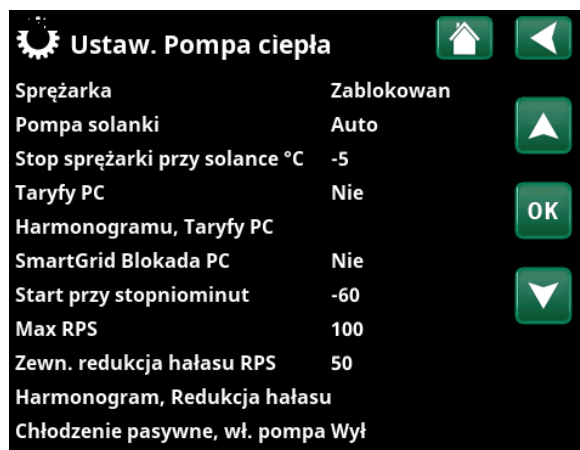 Ustaw. Pompa ciepła
Sprężarka Zablokowan
Pompa solanki Auto
Stop sprężarki przy solance °C -5
Taryfy PC Nie
Harmonogramu, Taryfy PC
OK
SmartGrid Blokada PC Nie
Start przy stopniominut -60
Max RPS 100
Zewn. redukcja hałasu RPS 50
Harmonogram, Redukcja hałasu
Chłodzenie pasywne, wł. pompa Wył